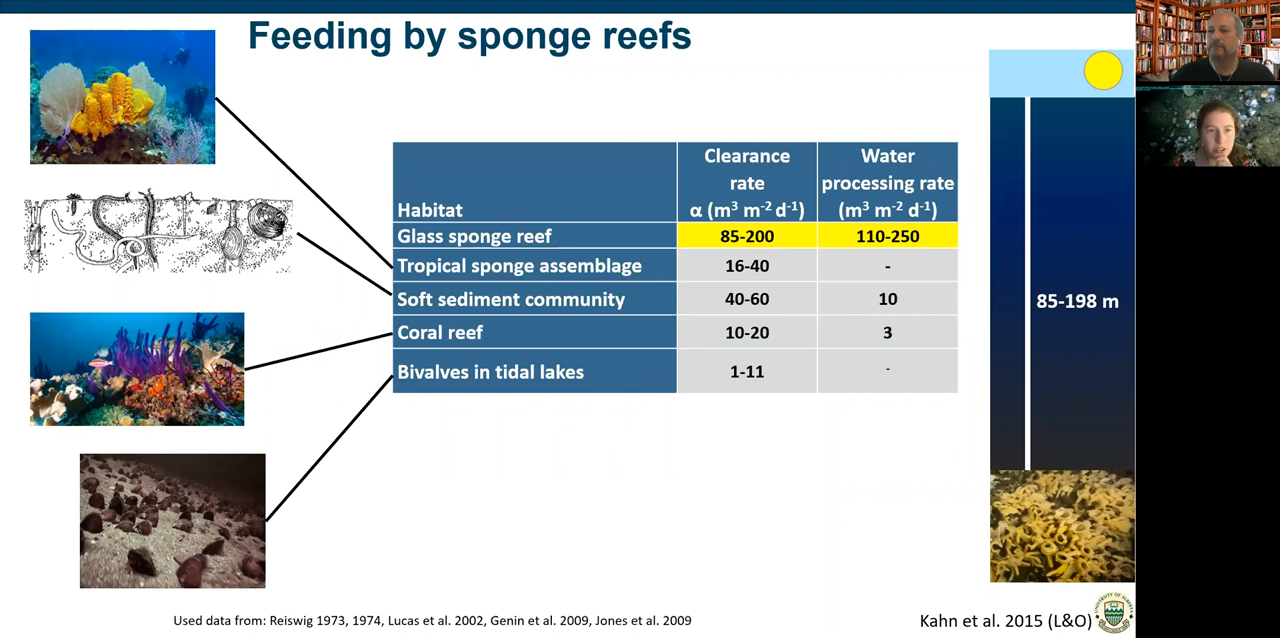 Feeding by sponge reefs
Habitat
Clearance
rate
α (m³ m⁻² d⁻¹)
Water
processing rate
(m³ m⁻² d⁻¹)
Glass sponge reef 85-200 110-250
Tropical sponge assemblage 16-40 -
Soft sediment community 40-60 10
Coral reef 10-20 3
Bivalves in tidal lakes 1-11 -
85-198 m
Used data from: Reiswig 1973, 1974, Lucas et al. 2002, Genin et al. 2009, Jones et al. 2009
Kahn et al. 2015 (L&O)
UNIVERSITY OF ALBERTA